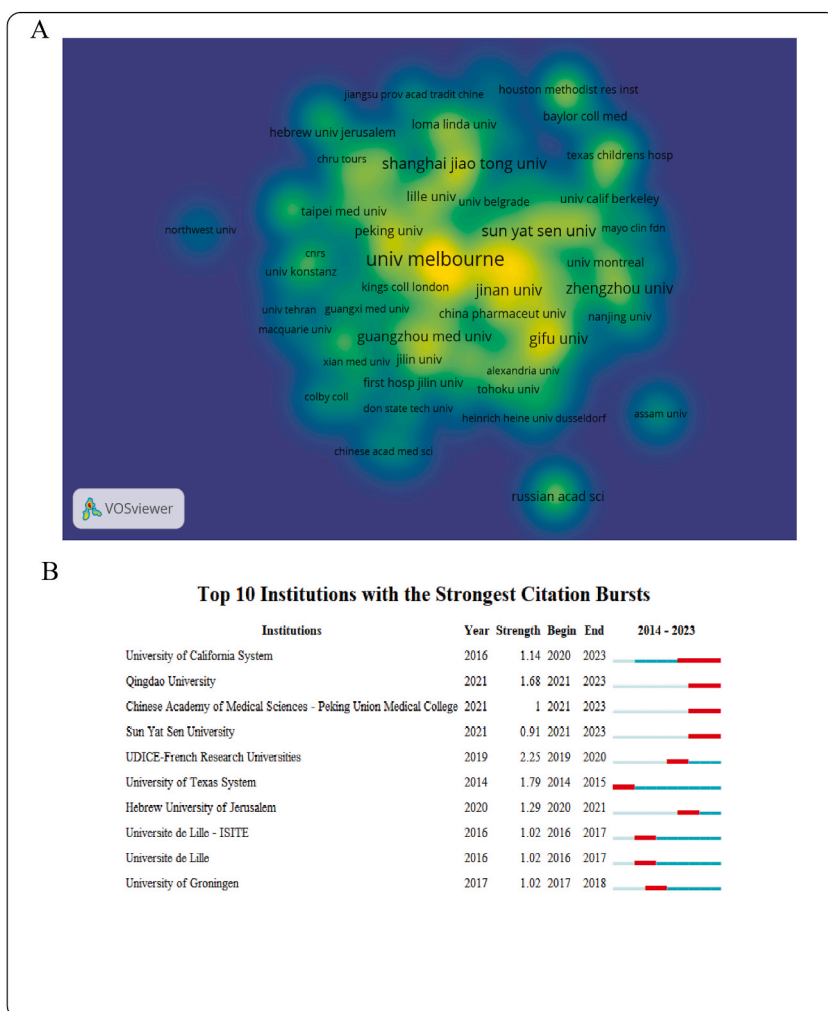 A
jiangsu prov acad tradit chine
houston methodist res inst
loma linda univ
baylor coll med
hebrew univ jerusalem
chru tours
shanghai jiao tong univ
texas childrens hosp
lille univ
univ belgrade
univ calif berkeley
taipei med univ
northwest univ
peking univ
sun yat sen univ
mayo clin fdn
cnrs
univ melbourne
univ konstanz
univ montreal
kings coll london
jinan univ
zhengzhou univ
univ tehran
guangxi med univ
china pharmaceut univ
nanjing univ
macquarie univ
guangzhou med univ
gifu univ
xian med univ
jilin univ
alexandria univ
first hosp jilin univ
tohoku univ
colby coll
don state tech univ
heinrich heine univ dusseldorf
assam univ
chinese acad med sci
russian acad sci
VOSviewer
B
Top 10 Institutions with the Strongest Citation Bursts
Institutions Year Strength Begin End 2014 - 2023
University of California System 2016 1.14 2020 2023
Qingdao University 2021 1.68 2021 2023
Chinese Academy of Medical Sciences - Peking Union Medical College 2021 1 2021 2023
Sun Yat Sen University 2021 0.91 2021 2023
UDICE-French Research Universities 2019 2.25 2019 2020
University of Texas System 2014 1.79 2014 2015
Hebrew University of Jerusalem 2020 1.29 2020 2021
Universite de Lille - ISITE 2016 1.02 2016 2017
Universite de Lille 2016 1.02 2016 2017
University of Groningen 2017 1.02 2017 2018